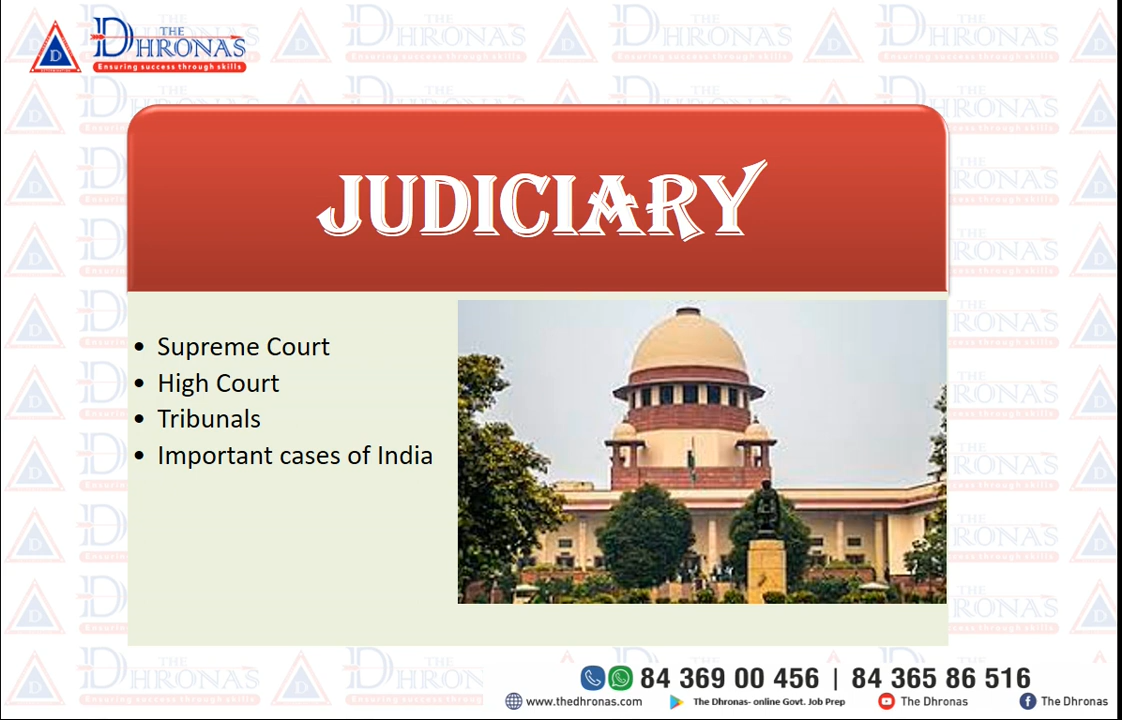 THE
DHRONAS
Ensuring success through skills
JUDICIARY
• Supreme Court
• High Court
• Tribunals
• Important cases of India
84 369 00 456 | 84 365 86 516
www.thedhronas.com
The Dhronas- online Govt. Job Prep
The Dhronas
The Dhronas